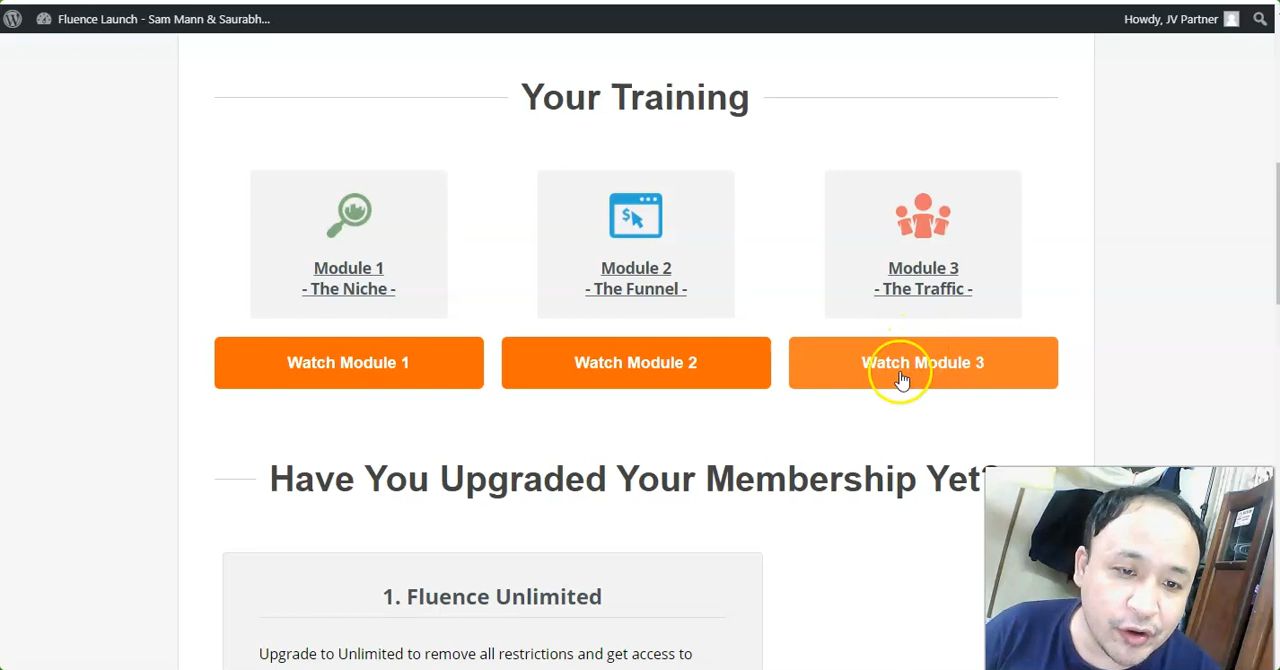 Fluence Launch - Sam Mann & Saurabh... Howdy, JV Partner
Your Training
Module 1
- The Niche -
Module 2
- The Funnel -
Module 3
- The Traffic -
Watch Module 1
Watch Module 2
Watch Module 3
Have You Upgraded Your Membership Yet?
1. Fluence Unlimited
Upgrade to Unlimited to remove all restrictions and get access to